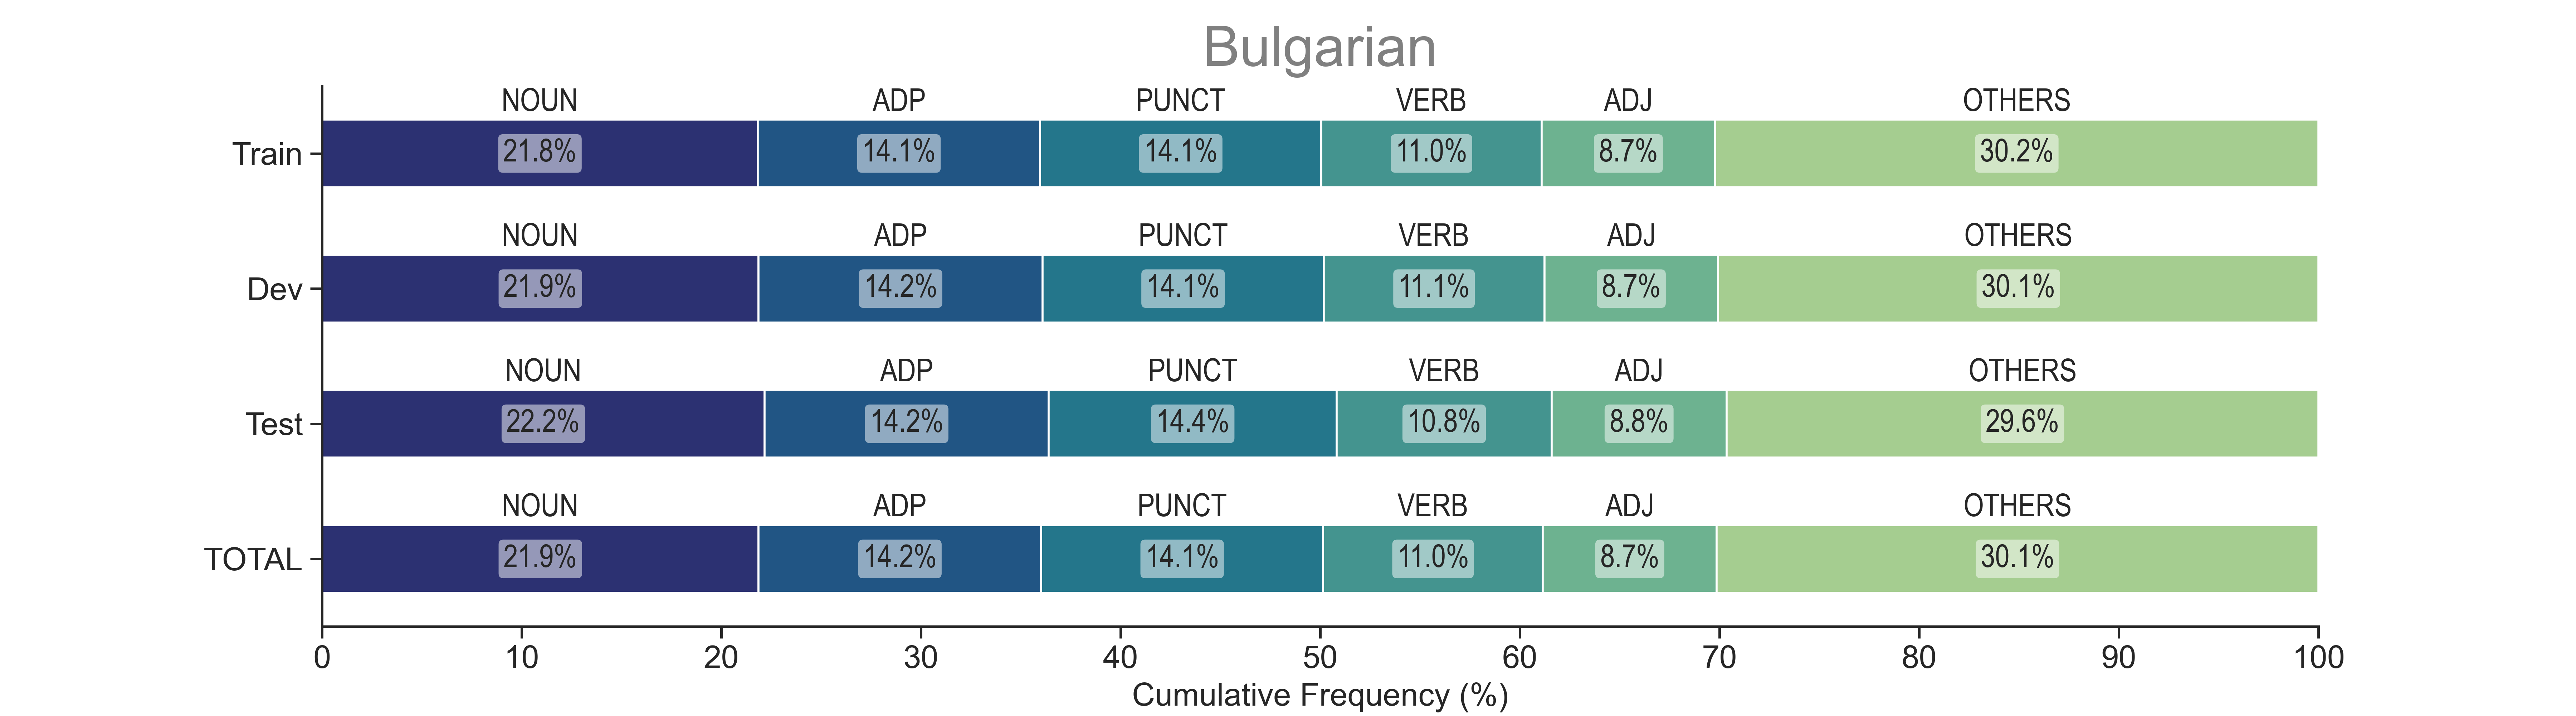 Bulgarian
NOUN ADP PUNCT VERB ADJ OTHERS
Train 21.8% 14.1% 14.1% 11.0% 8.7% 30.2%
NOUN ADP PUNCT VERB ADJ OTHERS
Dev 21.9% 14.2% 14.1% 11.1% 8.7% 30.1%
NOUN ADP PUNCT VERB ADJ OTHERS
Test 22.2% 14.2% 14.4% 10.8% 8.8% 29.6%
NOUN ADP PUNCT VERB ADJ OTHERS
TOTAL 21.9% 14.2% 14.1% 11.0% 8.7% 30.1%
0 10 20 30 40 50 60 70 80 90 100
Cumulative Frequency (%)